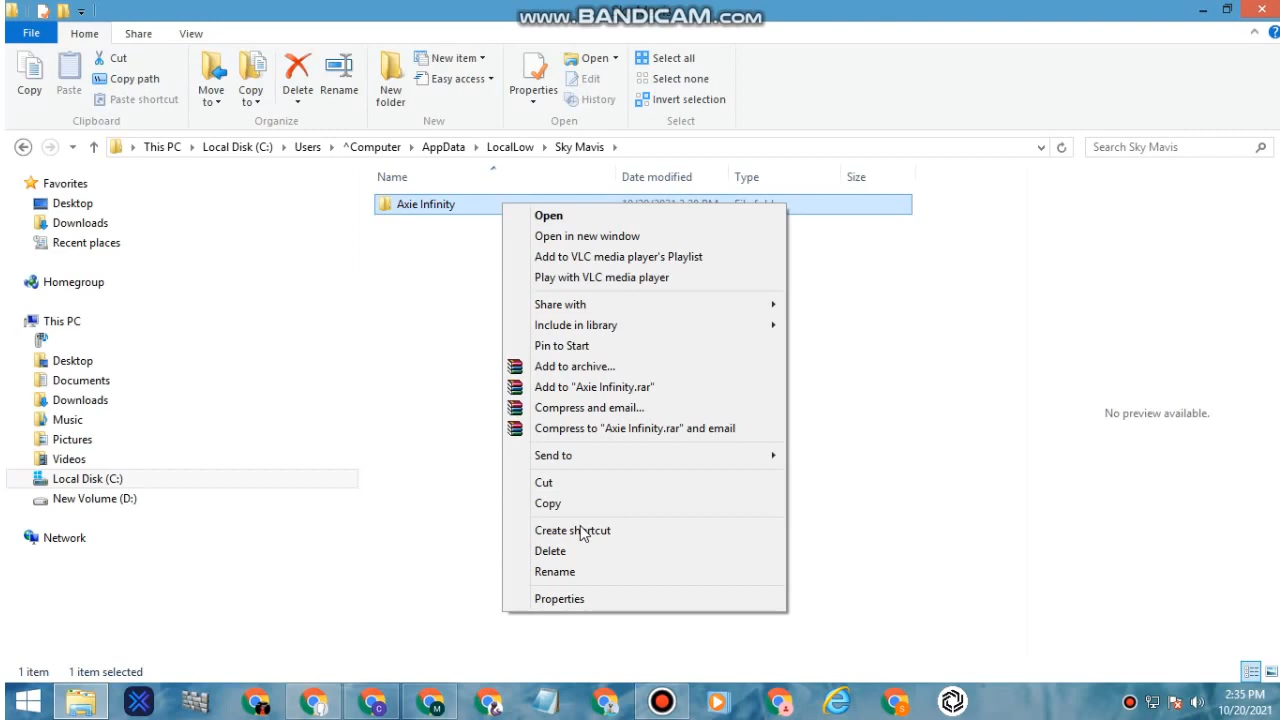 www.BANDICAM.com
File
Home
Share
View
Copy
Paste
Cut
Copy path
Paste shortcut
Clipboard
Move to
Copy to
Delete
Rename
Organize
New folder
New item
Easy access
New
Properties
Open
Edit
History
Open
Select all
Select none
Invert selection
Select
This PC
Local Disk (C:)
Users
^Computer
AppData
LocalLow
Sky Mavis
Search Sky Mavis
Name
Date modified
Type
Size
Favorites
Desktop
Downloads
Recent places
Homegroup
This PC
Desktop
Documents
Downloads
Music
Pictures
Videos
Local Disk (C:)
New Volume (D:)
Network
Axie Infinity
Open
Open in new window
Add to VLC media player's Playlist
Play with VLC media player
Share with
Include in library
Pin to Start
Add to archive...
Add to "Axie Infinity.rar"
Compress and email...
Compress to "Axie Infinity.rar" and email
Send to
Cut
Copy
Create shortcut
Delete
Rename
Properties
No preview available.
1 item
1 item selected
2:35 PM
10/20/2021